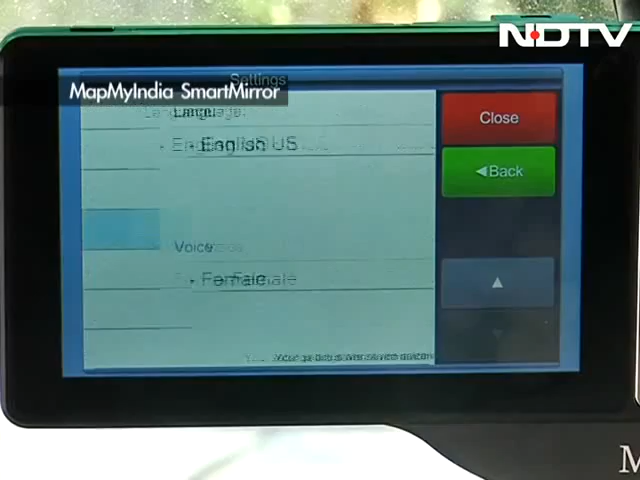 NDTV
Settings
MapMyIndia SmartMirror
Language
Close
English US
Back
Voice
Female
M